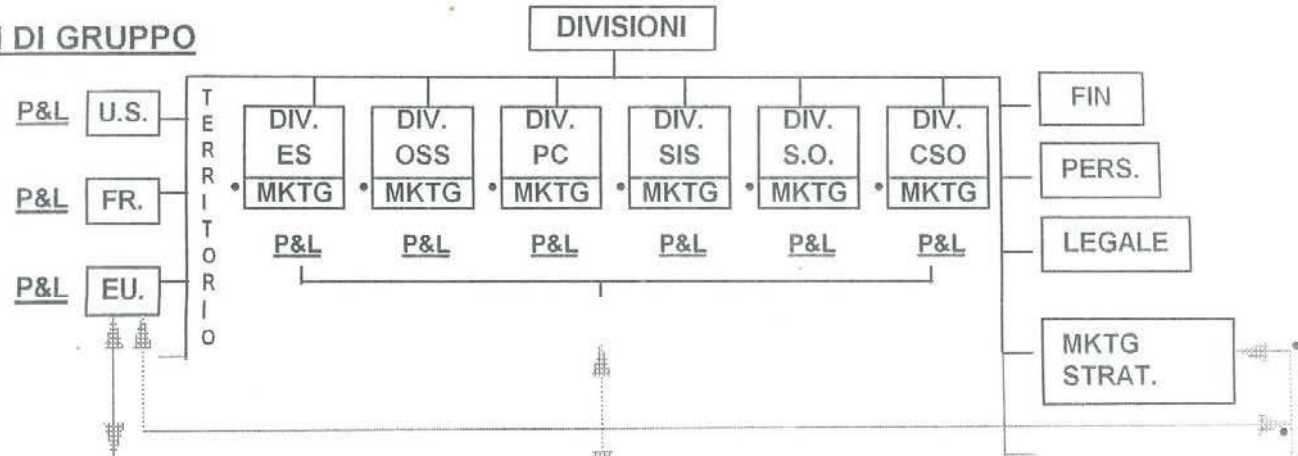 DI GRUPPO
DIVISIONI
P&L U.S.
P&L FR.
P&L EU.
TERRITORIO
DIV. ES MKTG P&L
DIV. OSS MKTG P&L
DIV. PC MKTG P&L
DIV. SIS MKTG P&L
DIV. S.O. MKTG P&L
DIV. CSO MKTG P&L
FIN
PERS.
LEGALE
MKTG
STRAT.